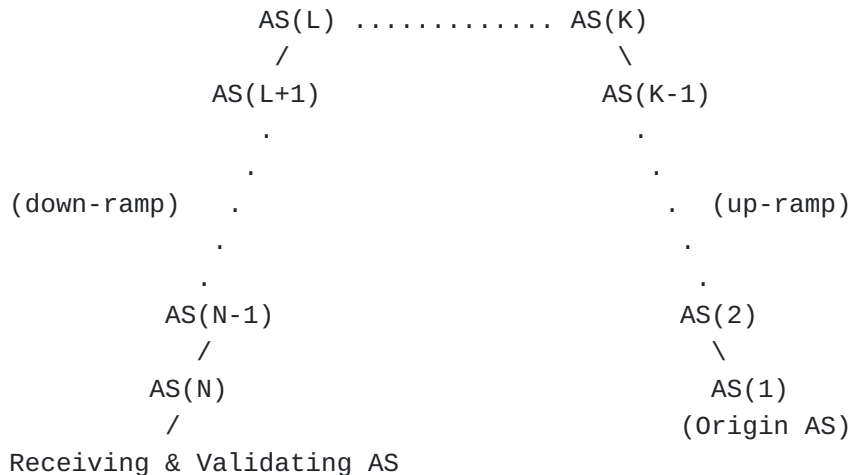 AS(L) ............. AS(K)
/ \
AS(L+1) AS(K-1)
. .
. .
(down-ramp) . . (up-ramp)
. .
. .
AS(N-1) AS(2)
/ \
AS(N) AS(1)
/ (Origin AS)
Receiving & Validating AS